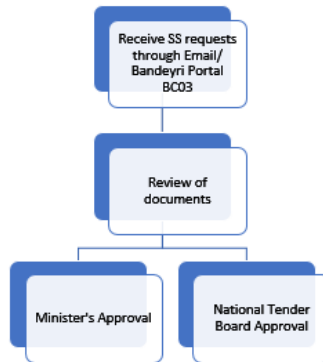 Receive SS requests
through Email/
Bandeyri Portal
BC03
Review of
documents
Minister's Approval
National Tender
Board Approval